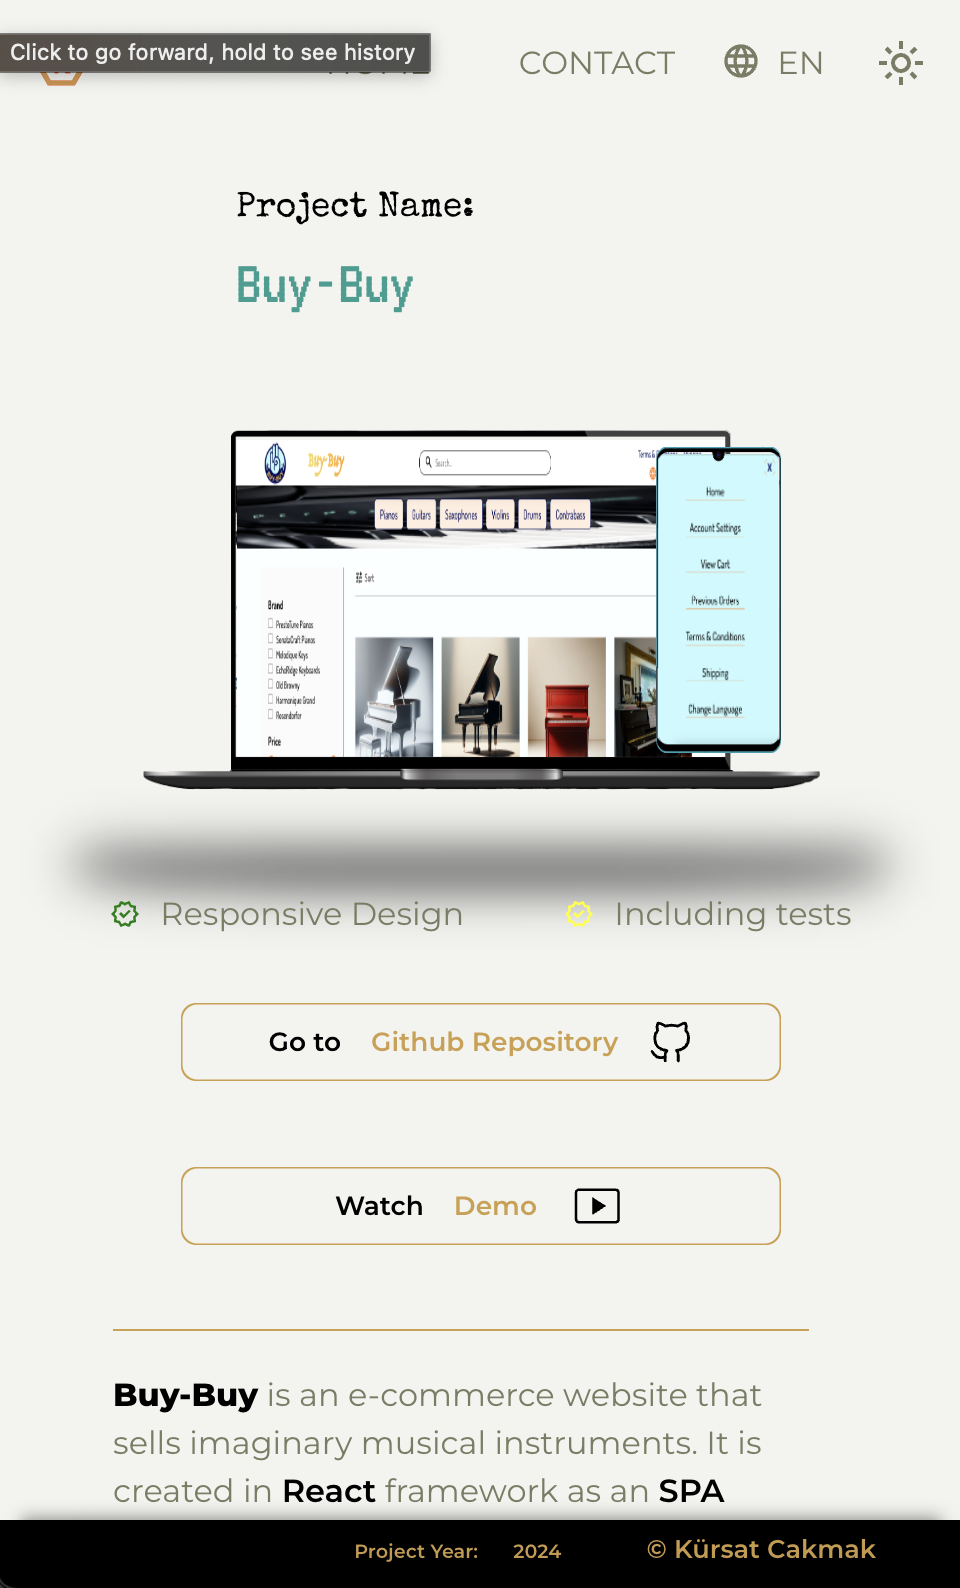 Click to go forward, hold to see history
CONTACT
EN
Project Name:
Buy-Buy
Buy-Buy
Search..
Terms &
X
Pianos
Guitars
Saxophones
Violins
Drums
Contrabass
Home
Account Settings
View Cart
Previous Orders
Terms & Conditions
Shipping
Change Language
Sort
Brand
PrestoTune Pianos
SonataCraft Pianos
Melodique Keys
EchoRidge Keyboards
Old Browny
Harmonique Grand
Rosendorfer
Price
Responsive Design
Including tests
Go to Github Repository
Watch Demo
Buy-Buy is an e-commerce website that
sells imaginary musical instruments. It is
created in React framework as an SPA
Project Year: 2024
© Kürsat Cakmak